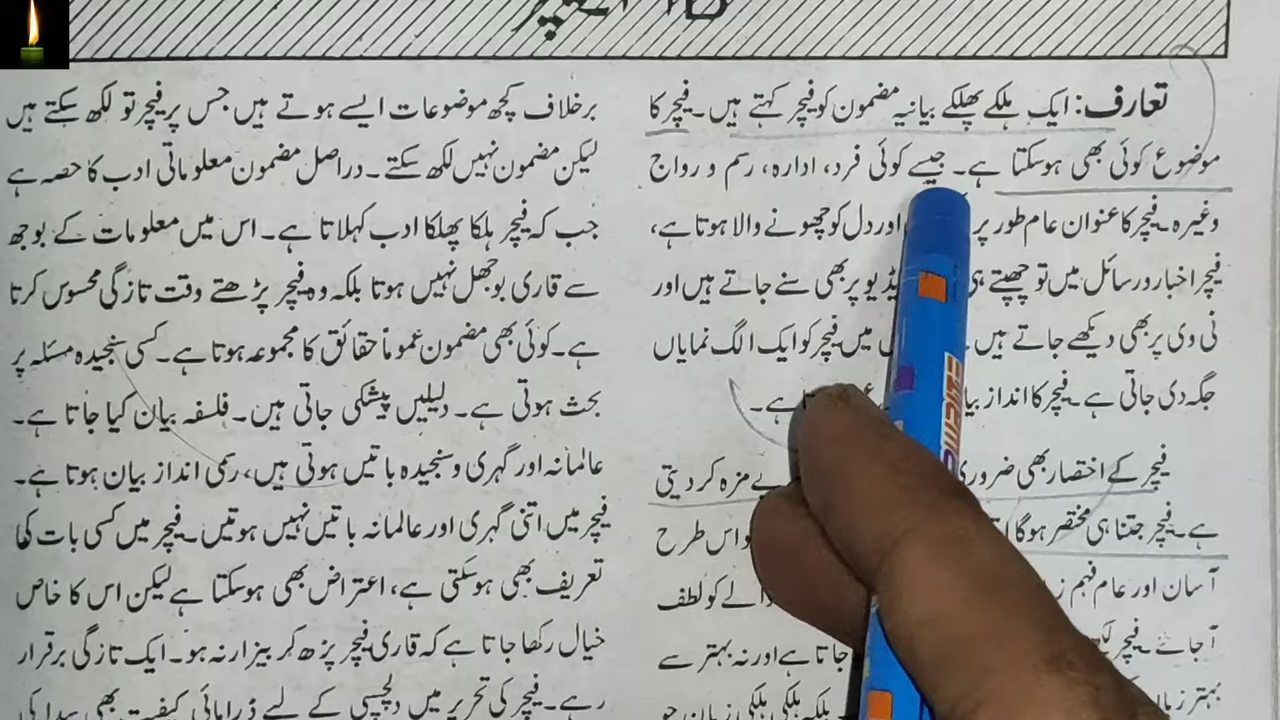 تعارف: ایک ہلکے پھلکے بیانیہ مضمون کو فیچر کہتے ہیں۔ فیچر کا
موضوع کوئی بھی ہوسکتا ہے۔ جیسے کوئی فرد، ادارہ، رسم و رواج
وغیرہ۔ فیچر کا عنوان عام طور پر اور دل کو چھونے والا ہوتا ہے،
فیچر اخبار و رسائل میں تو چھپتے ہی پر بھی سنے جاتے ہیں اور
ٹی وی پر بھی دیکھے جاتے ہیں۔ میں فیچر کو ایک الگ نمایاں
جگہ دی جاتی ہے۔ فیچر کا انداز ہے۔
فیچر کے اختصار بھی ضروری بے مزہ کر دیتی
ہے۔ فیچر جتنا ہی مختصر ہوگا و اس طرح
آسان اور عام فہم کو لطف
آجائے۔ فیچر جاتا ہے اور نہ بہتر سے
بہتر بلکہ ہلکی ہلکی زبان جو
برخلاف کچھ موضوعات ایسے ہوتے ہیں جس پر فیچر تو لکھ سکتے ہیں
لیکن مضمون نہیں لکھ سکتے۔ دراصل مضمون معلوماتی ادب کا حصہ ہے
جب کہ فیچر ہلکا پھلکا ادب کہلاتا ہے۔ اس میں معلومات کے بوجھ
سے قاری بوجھل نہیں ہوتا بلکہ وہ فیچر پڑھتے وقت تازگی محسوس کرتا
ہے۔ کوئی بھی مضمون عموماً حقائق کا مجموعہ ہوتا ہے۔ کسی سنجیدہ مسئلہ پر
بحث ہوتی ہے۔ دلیلیں پیشکی جاتی ہیں۔ فلسفہ بیان کیا جاتا ہے۔
عالمانہ اور گہری و سنجیدہ باتیں ہوتی ہیں، رسمی انداز بیان ہوتا ہے۔
فیچر میں اتنی گہری اور عالمانہ باتیں نہیں ہوتیں۔ فیچر میں کسی بات کی
تعریف بھی ہوسکتی ہے، اعتراض بھی ہوسکتا ہے لیکن اس کا خاص
خیال رکھا جاتا ہے کہ قاری فیچر پڑھ کر بیزار نہ ہو۔ ایک تازگی برقرار
رہے۔ فیچر کی تحریر میں دلچسپی کے لیے ڈرامائی کیفیت بھی پیدا کی